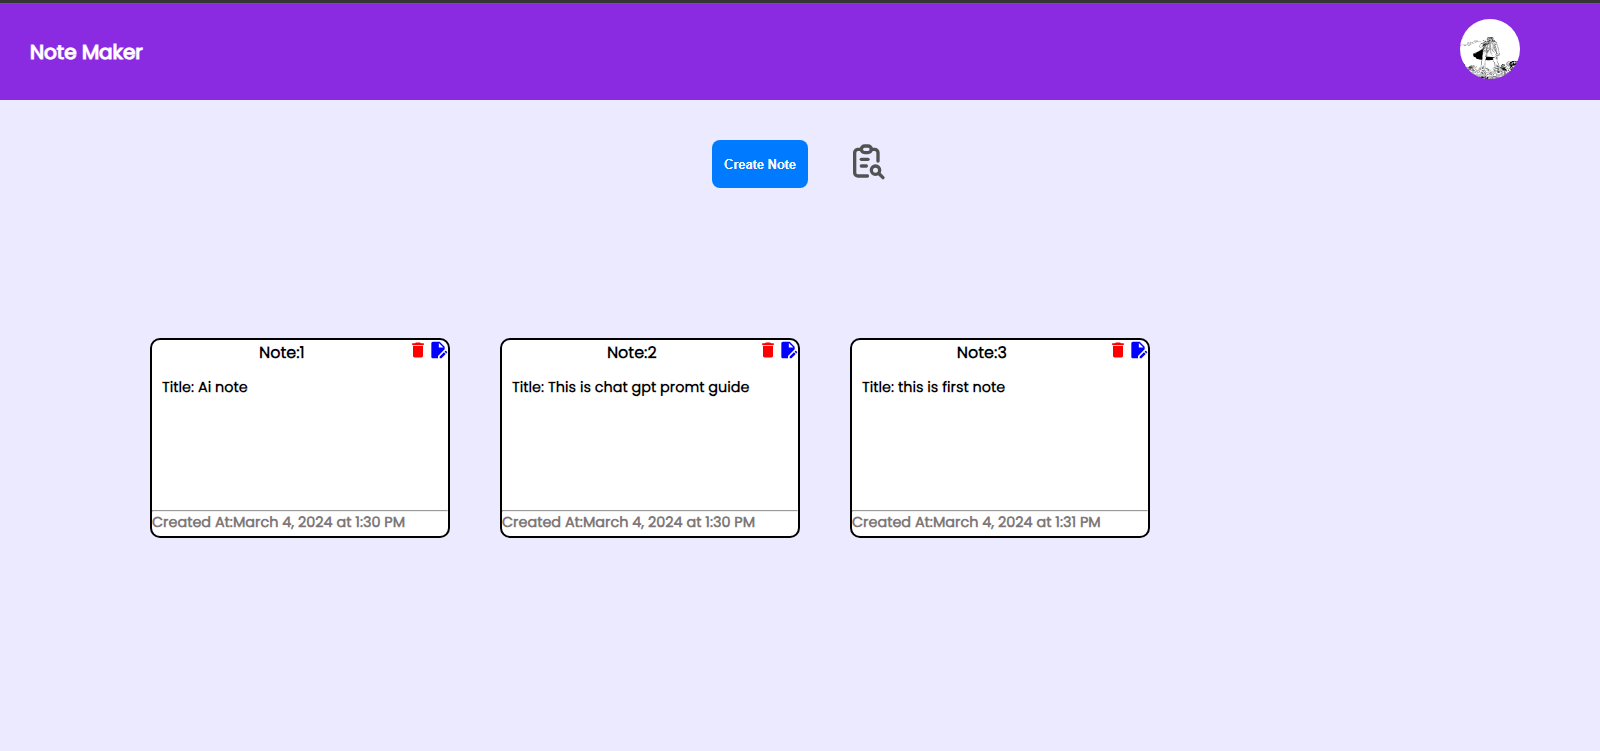 Note Maker
Create Note
Note:1
Title: Ai note
Created At:March 4, 2024 at 1:30 PM
Note:2
Title: This is chat gpt promt guide
Created At:March 4, 2024 at 1:30 PM
Note:3
Title: this is first note
Created At:March 4, 2024 at 1:31 PM